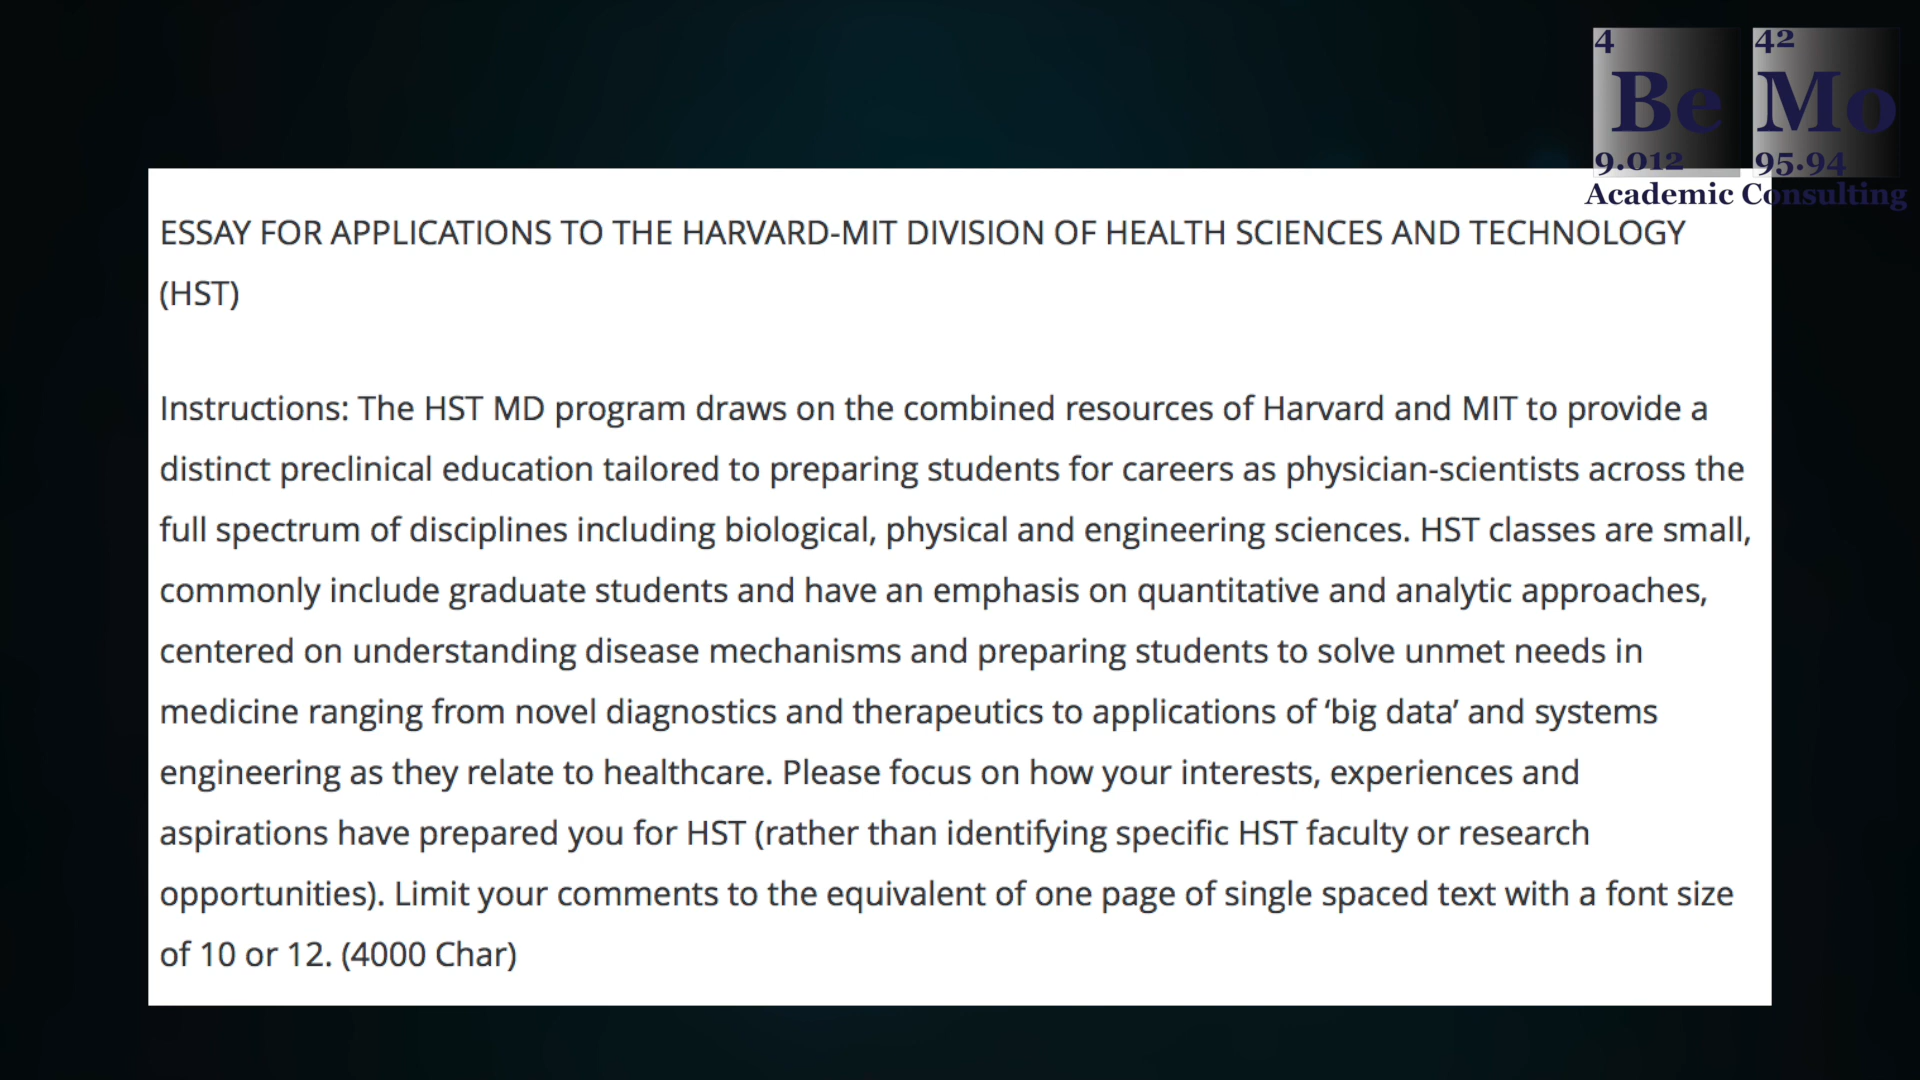 4 42
Be Mo
9.012 95.94
Academic Consulting
ESSAY FOR APPLICATIONS TO THE HARVARD-MIT DIVISION OF HEALTH SCIENCES AND TECHNOLOGY
(HST)
Instructions: The HST MD program draws on the combined resources of Harvard and MIT to provide a
distinct preclinical education tailored to preparing students for careers as physician-scientists across the
full spectrum of disciplines including biological, physical and engineering sciences. HST classes are small,
commonly include graduate students and have an emphasis on quantitative and analytic approaches,
centered on understanding disease mechanisms and preparing students to solve unmet needs in
medicine ranging from novel diagnostics and therapeutics to applications of ‘big data’ and systems
engineering as they relate to healthcare. Please focus on how your interests, experiences and
aspirations have prepared you for HST (rather than identifying specific HST faculty or research
opportunities). Limit your comments to the equivalent of one page of single spaced text with a font size
of 10 or 12. (4000 Char)